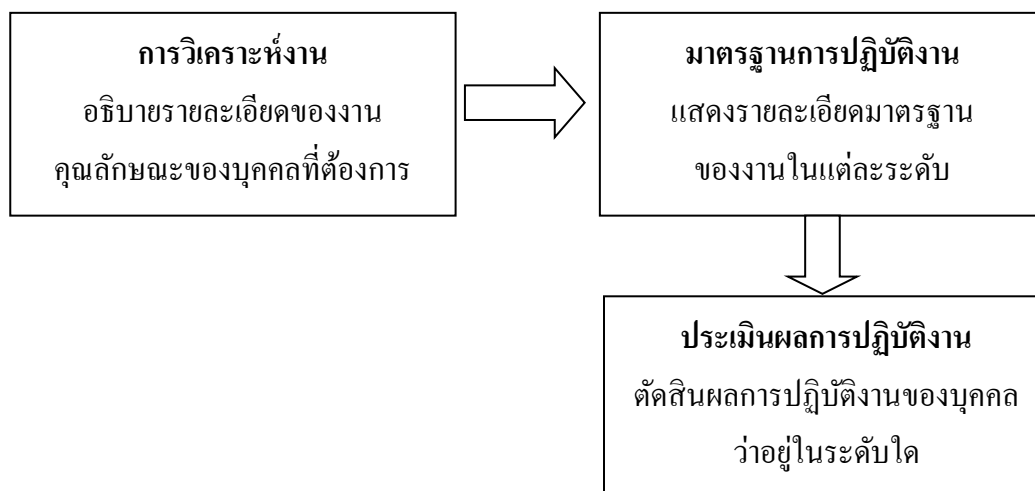 การวิเคราะห์งาน
อธิบายรายละเอียดของงาน
คุณลักษณะของบุคคลที่ต้องการ
มาตรฐานการปฏิบัติงาน
แสดงรายละเอียดมาตรฐาน
ของงานในแต่ละระดับ
ประเมินผลการปฏิบัติงาน
ตัดสินผลการปฏิบัติงานของบุคคล
ว่าอยู่ในระดับใด